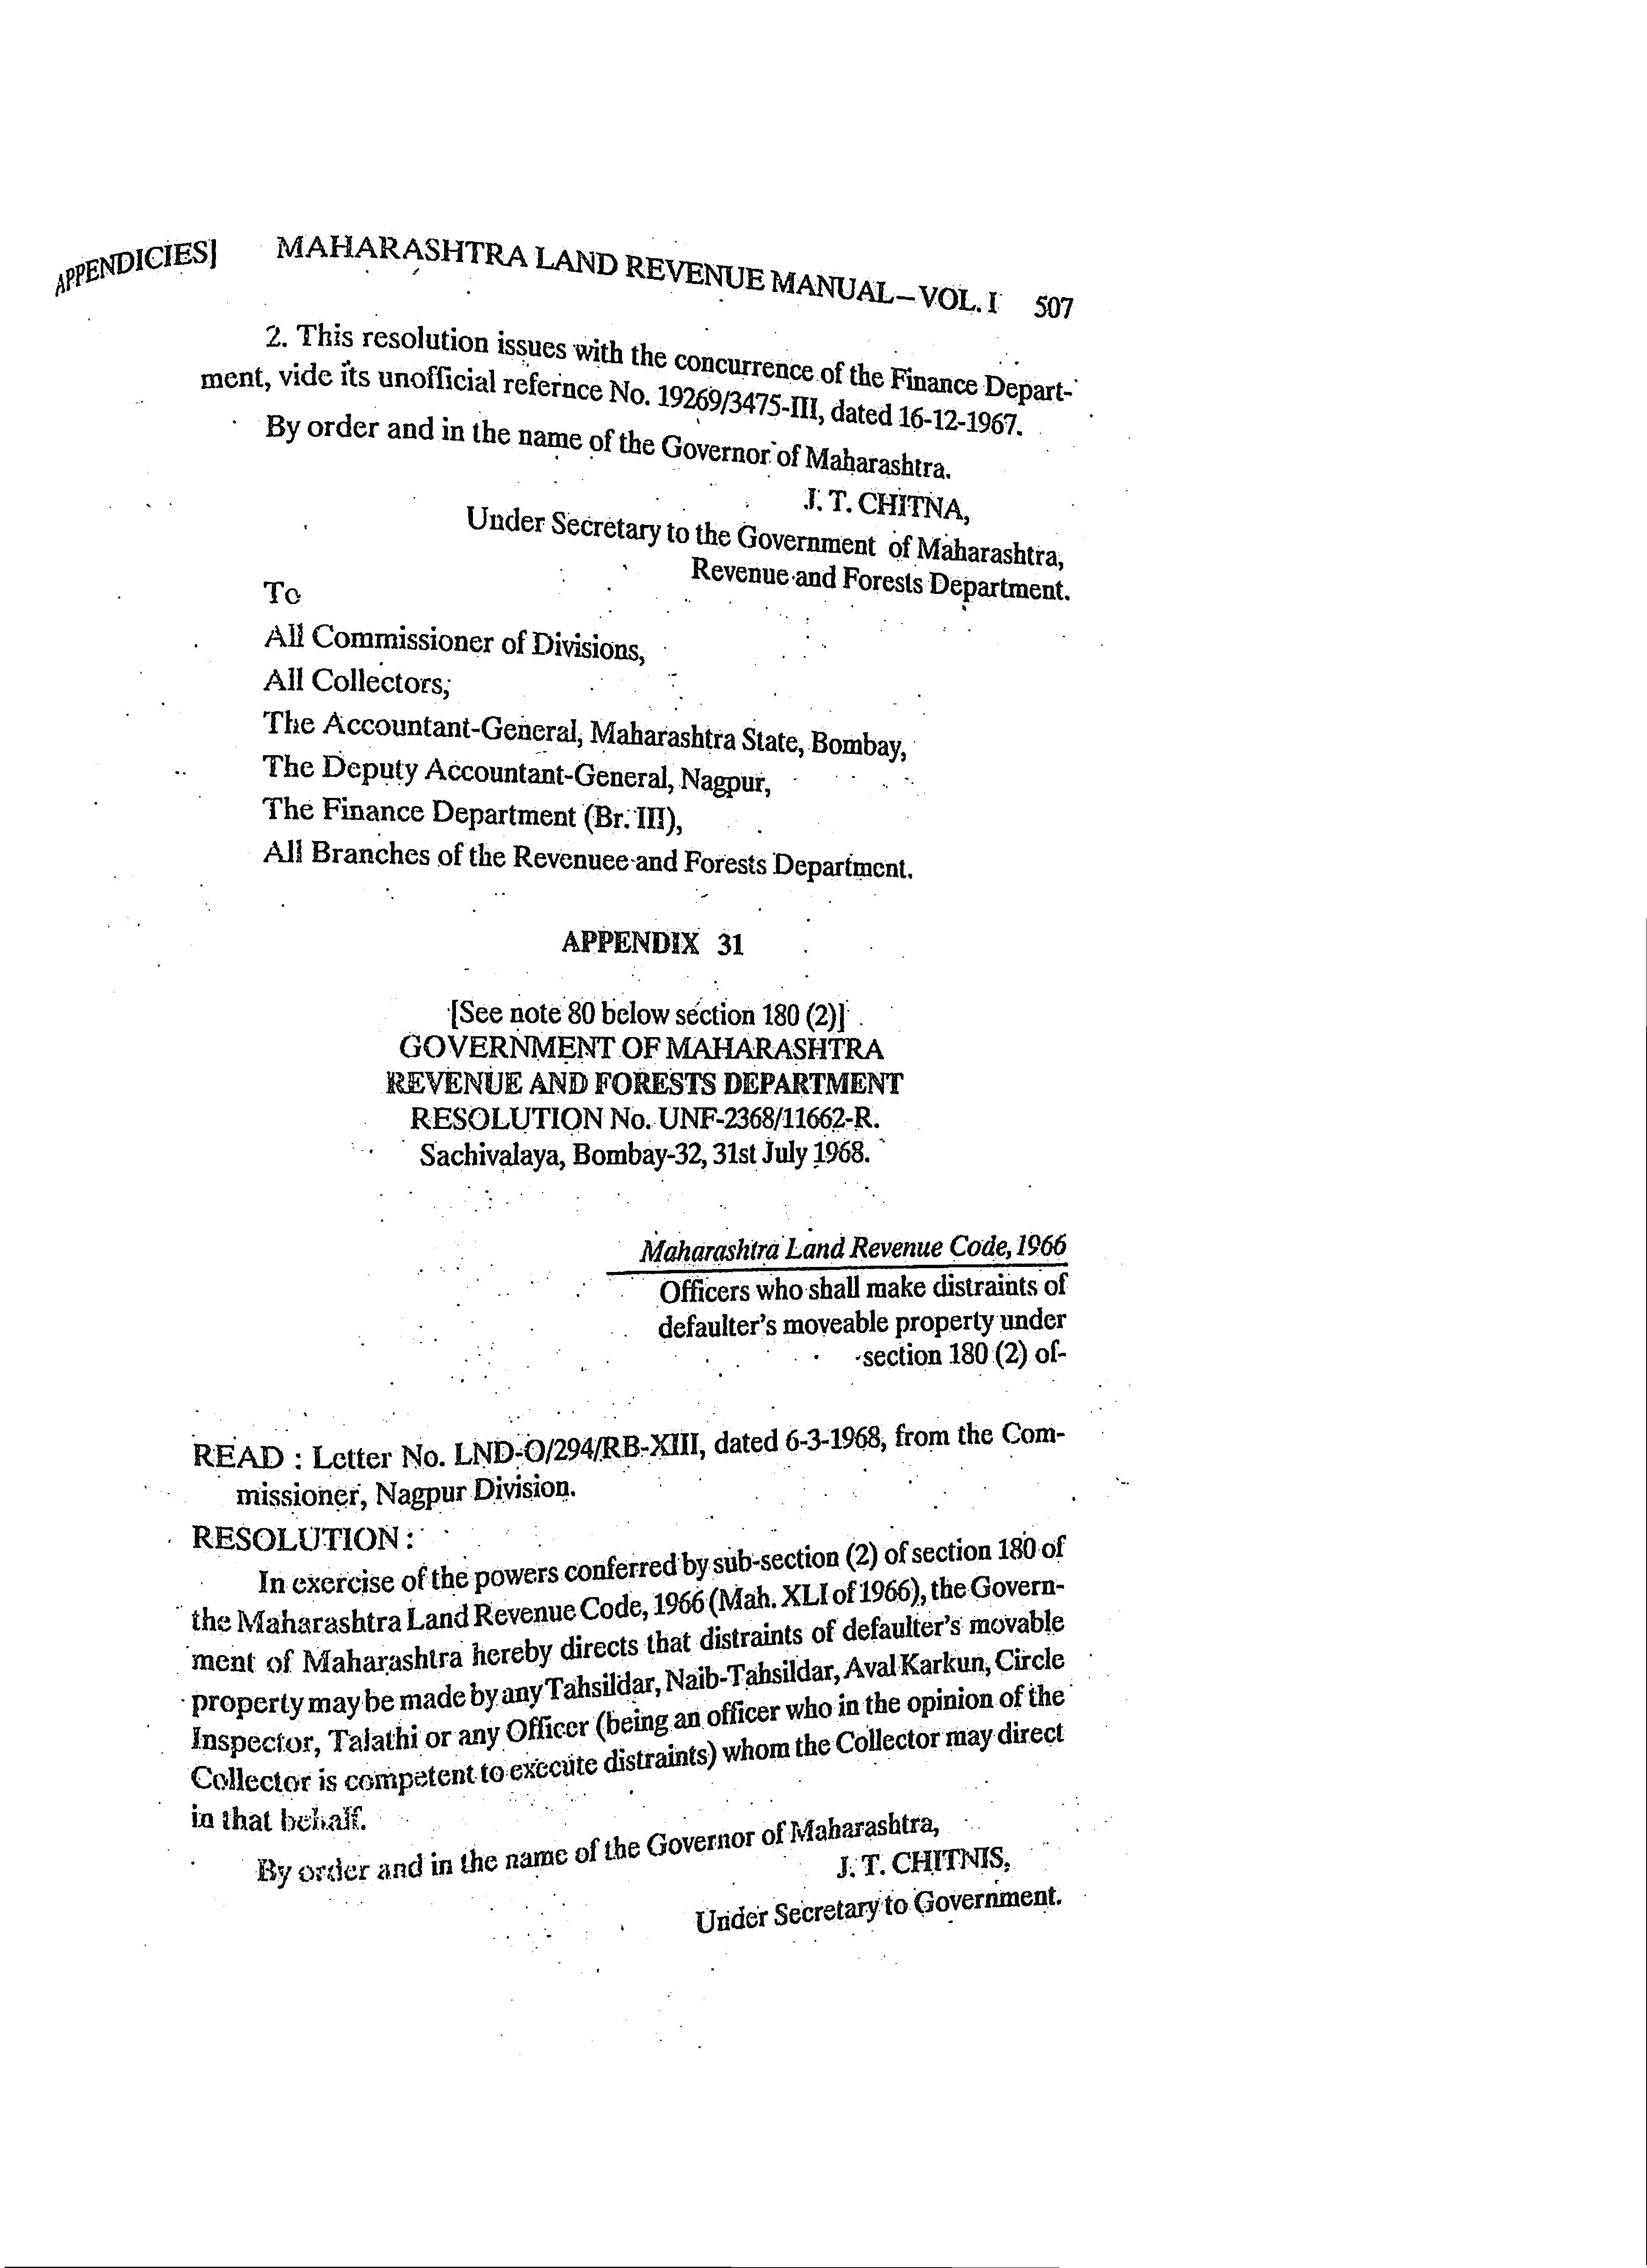 APPENDICIES] MAHARASHTRA LAND REVENUE MANUAL–VOL. I 507
2. This resolution issues with the concurrence of the Finance Depart-
ment, vide its unofficial refernce No. 19269/3475-III, dated 16-12-1967.
By order and in the name of the Governor of Maharashtra.
J. T. CHITNA,
Under Secretary to the Government of Maharashtra,
Revenue and Forests Department.
To
All Commissioner of Divisions,
All Collectors,
The Accountant-General, Maharashtra State, Bombay,
The Deputy Accountant-General, Nagpur,
The Finance Department (Br. III),
All Branches of the Revenuee and Forests Department.
APPENDIX 31
[See note 80 below section 180 (2)]
GOVERNMENT OF MAHARASHTRA
REVENUE AND FORESTS DEPARTMENT
RESOLUTION No. UNF-2368/11662-R.
Sachivalaya, Bombay-32, 31st July 1968.
Maharashtra Land Revenue Code, 1966
Officers who shall make distraints of
defaulter's moveable property under
section 180 (2) of-
READ : Letter No. LND-O/294/RB-XIII, dated 6-3-1968, from the Com-
missioner, Nagpur Division.
RESOLUTION :
In exercise of the powers conferred by sub-section (2) of section 180 of
the Maharashtra Land Revenue Code, 1966 (Mah. XLI of 1966), the Govern-
ment of Maharashtra hereby directs that distraints of defaulter's movable
property may be made by any Tahsildar, Naib-Tahsildar, Aval Karkun, Circle
Inspector, Talathi or any Officer (being an officer who in the opinion of the
Collector is competent to execute distraints) whom the Collector may direct
in that behalf.
By order and in the name of the Governor of Maharashtra,
J. T. CHITNIS,
Under Secretary to Government.